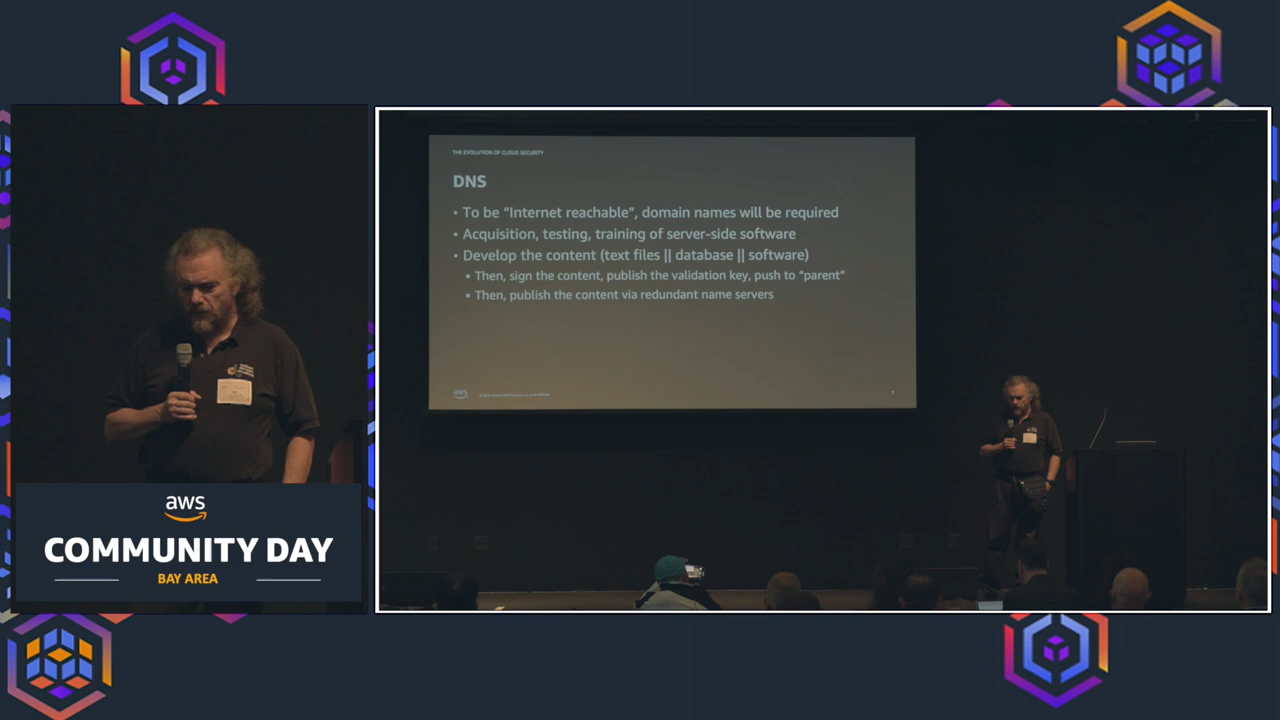 THE EVOLUTION OF CLOUD SECURITY
DNS
• To be “Internet reachable”, domain names will be required
• Acquisition, testing, training of server-side software
• Develop the content (text files || database || software)
▪ Then, sign the content, publish the validation key, push to “parent”
▪ Then, publish the content via redundant name servers
aws
7
aws
COMMUNITY DAY
BAY AREA